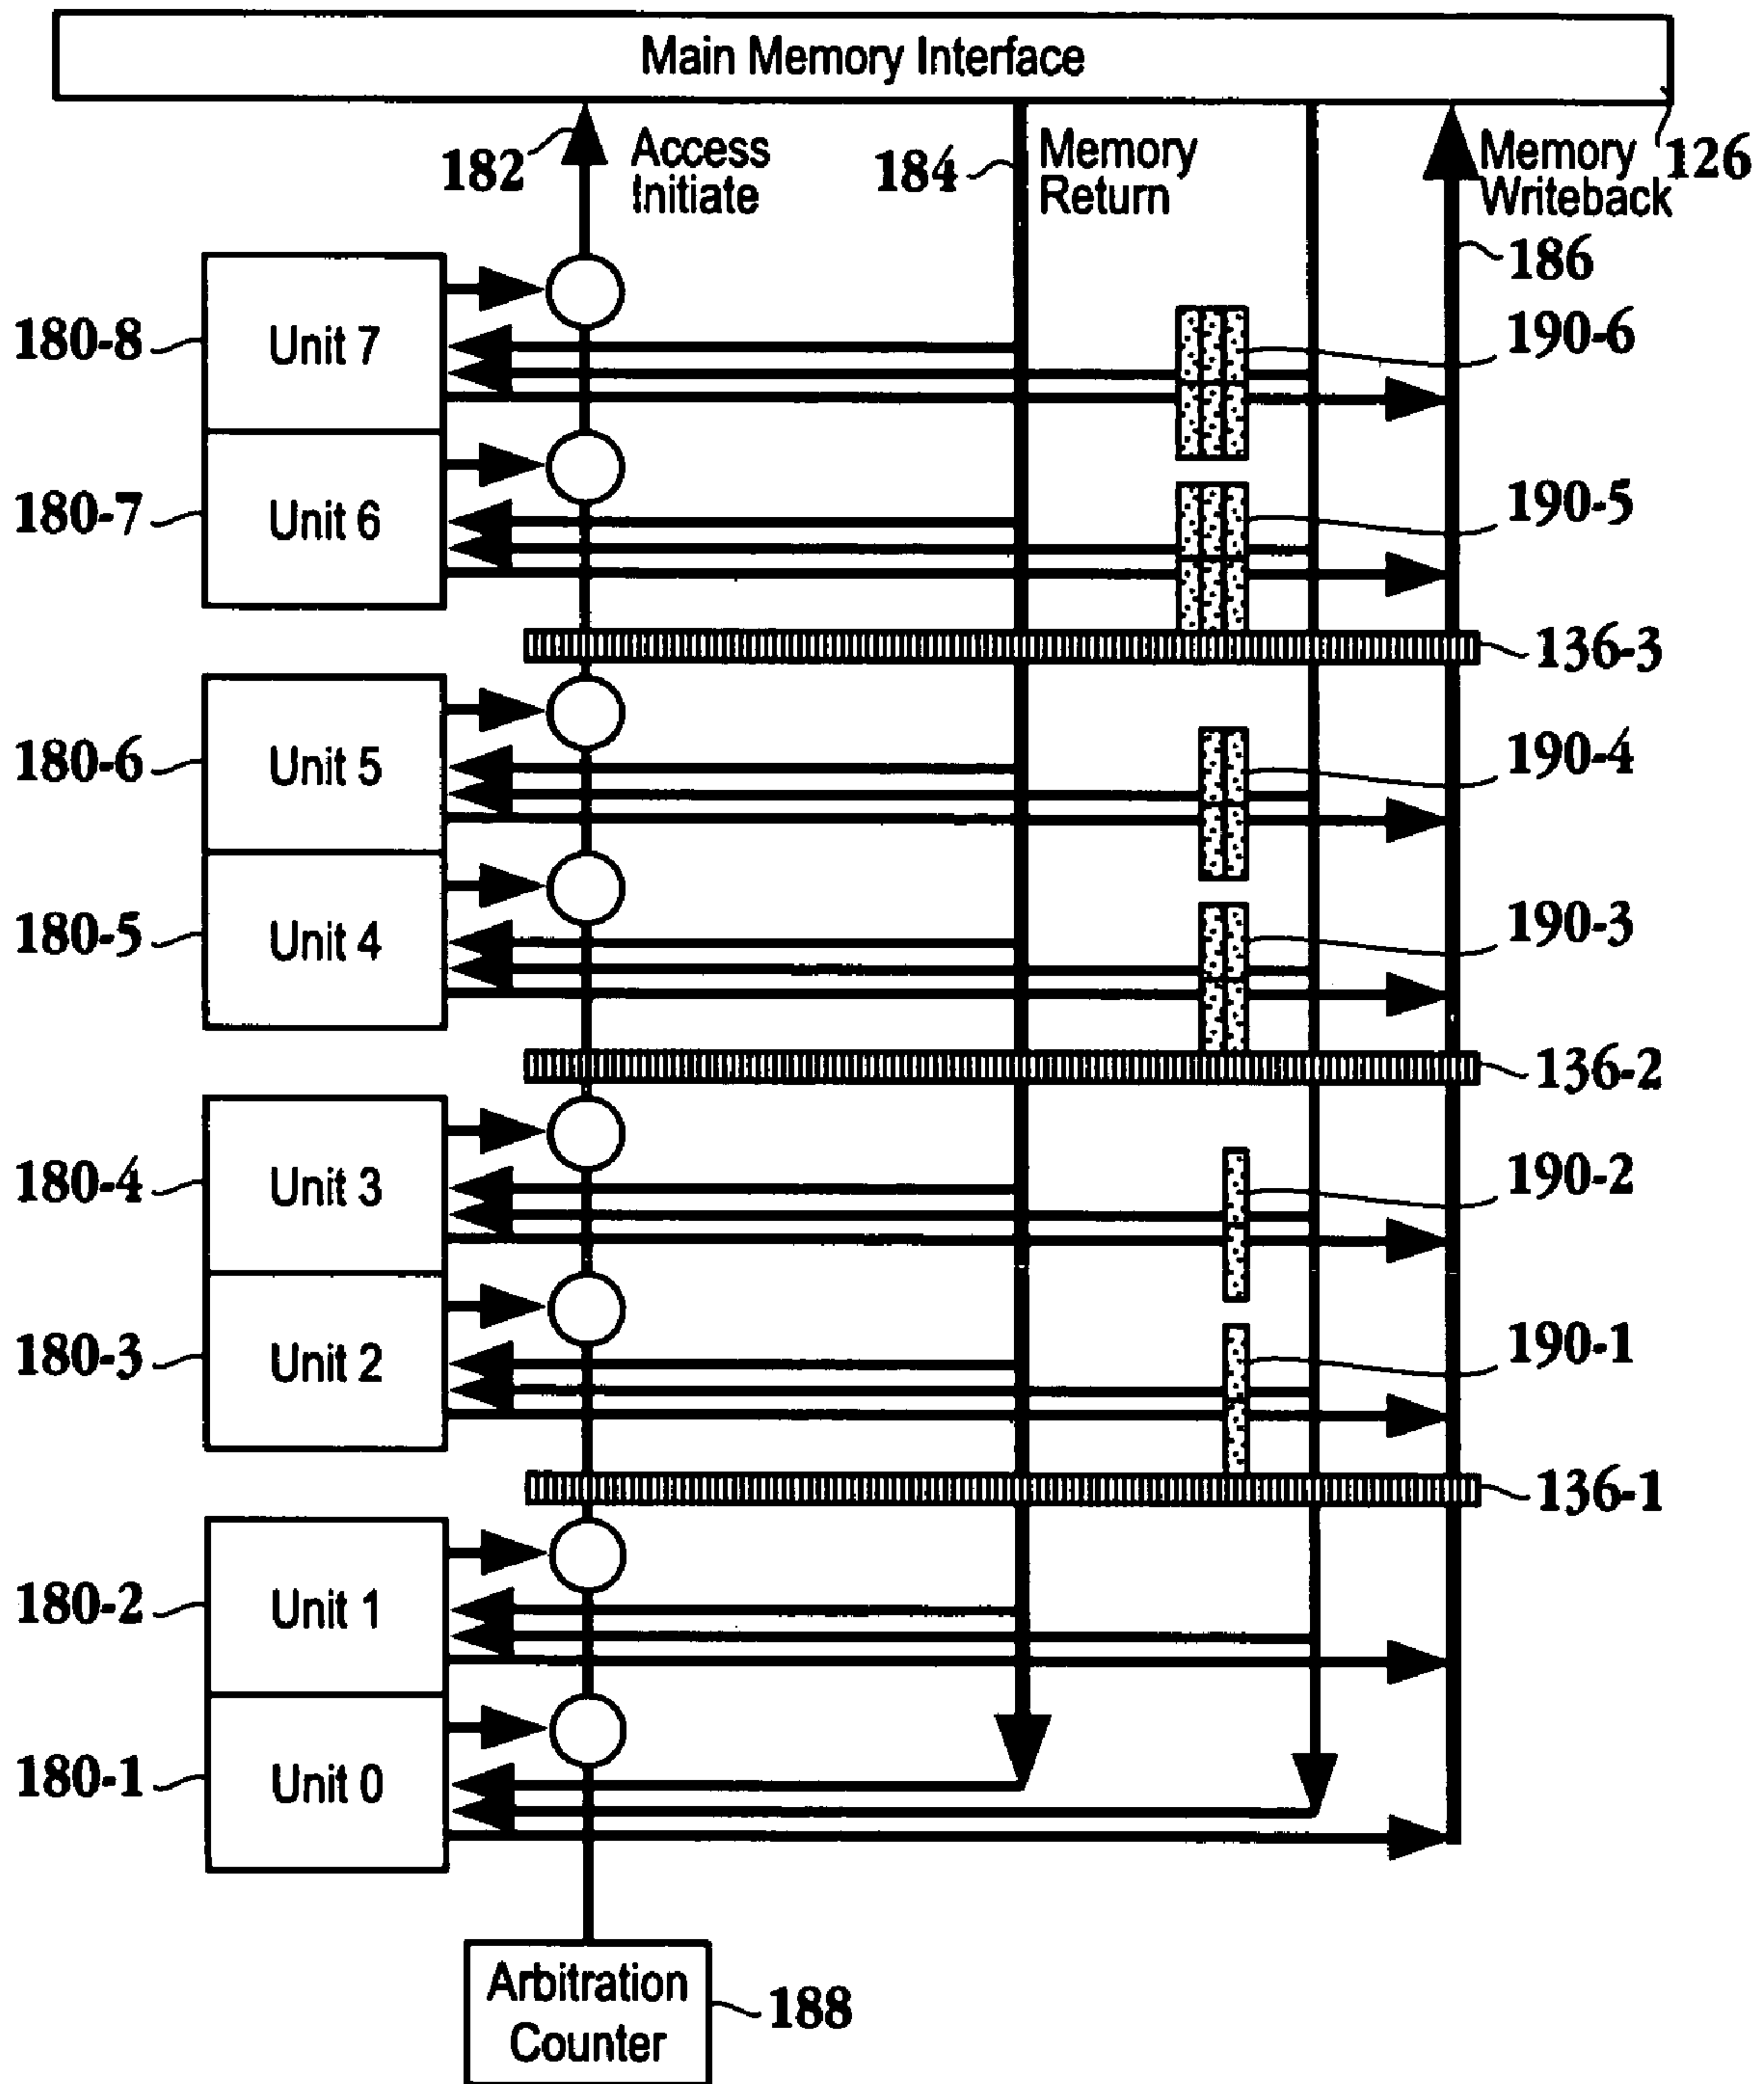 Main Memory Interface
182
Access
Initiate
184
Memory
Return
Memory
Writeback
126
186
180-8
Unit 7
190-6
180-7
Unit 6
190-5
136-3
180-6
Unit 5
190-4
180-5
Unit 4
190-3
136-2
180-4
Unit 3
190-2
180-3
Unit 2
190-1
136-1
180-2
Unit 1
180-1
Unit 0
Arbitration
Counter
188